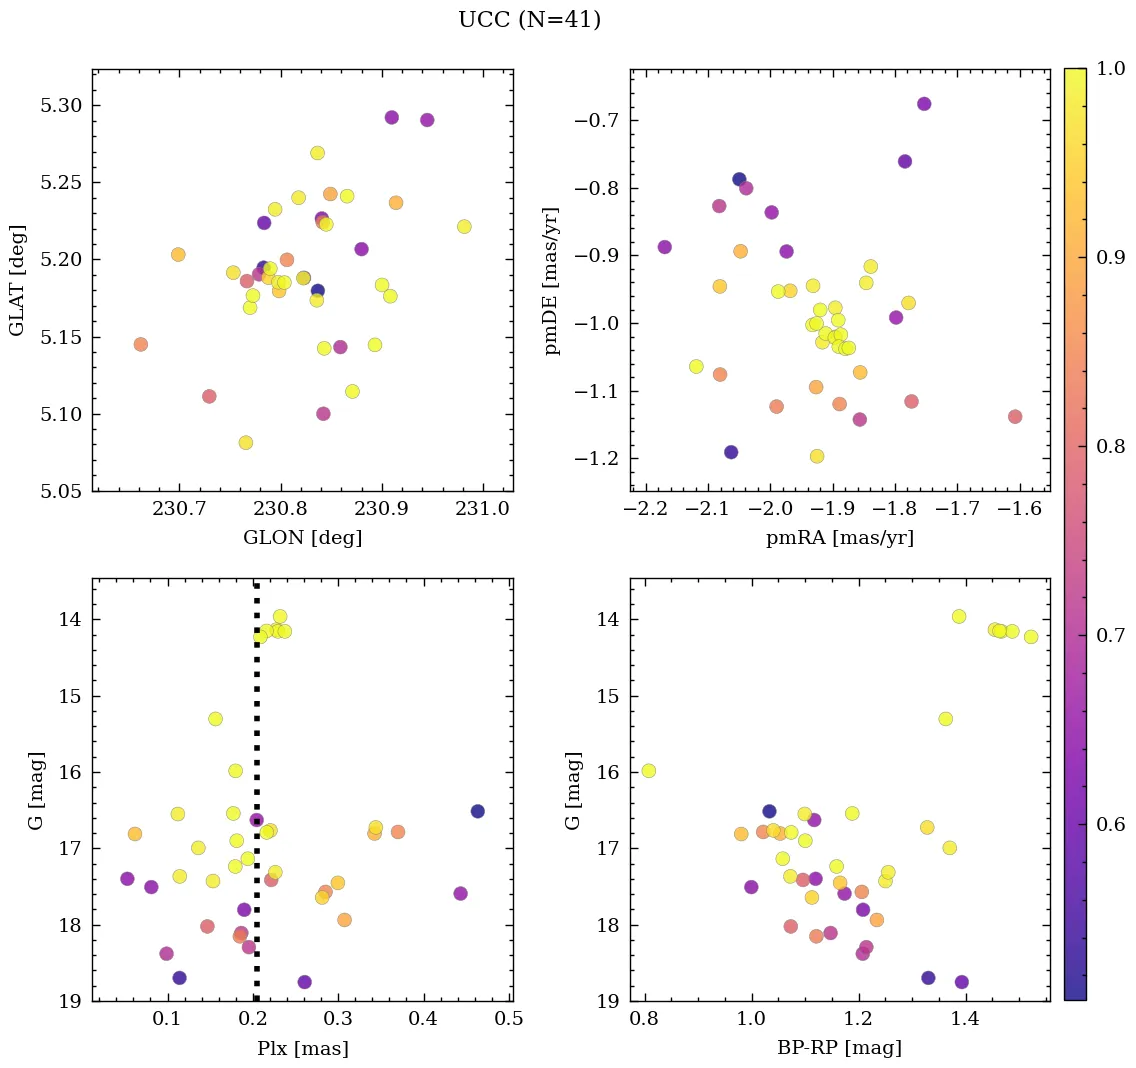 UCC (N=41)
5.30
5.25
5.20
5.15
5.10
5.05
GLAT [deg]
230.7 230.8 230.9 231.0
GLON [deg]
−0.7
−0.8
−0.9
−1.0
−1.1
−1.2
pmDE [mas/yr]
−2.2 −2.1 −2.0 −1.9 −1.8 −1.7 −1.6
pmRA [mas/yr]
14
15
16
17
18
19
G [mag]
0.1 0.2 0.3 0.4 0.5
Plx [mas]
14
15
16
17
18
19
G [mag]
0.8 1.0 1.2 1.4
BP-RP [mag]
1.0
0.9
0.8
0.7
0.6